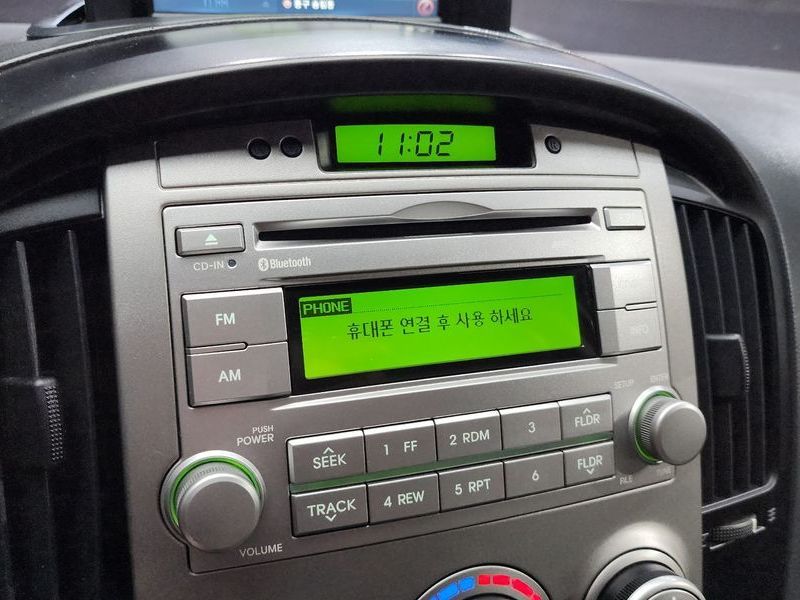 11:02
CD-IN
Bluetooth
PHONE
휴대폰 연결 후 사용 하세요
FM
AM
INFO
SETUP
ENTER
PUSH
POWER
SEEK
1 FF
2 RDM
3
FLDR
TRACK
4 REW
5 RPT
6
FLDR
FILE
TUNE
VOLUME